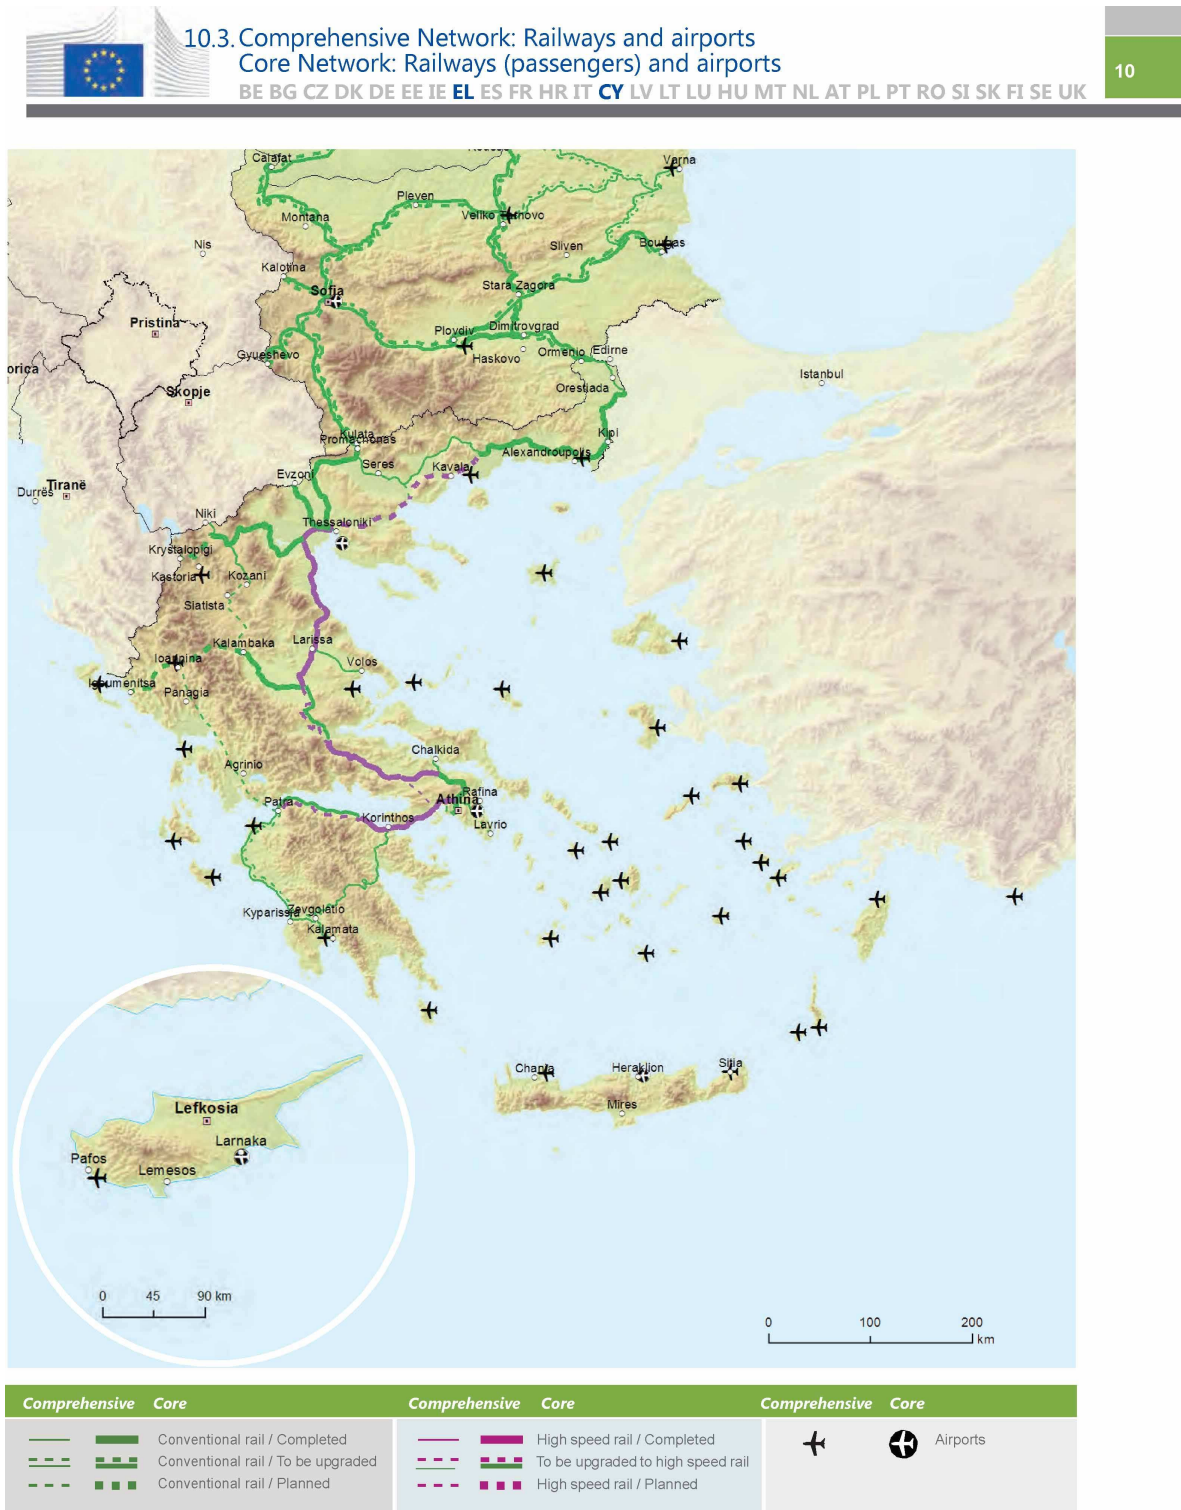 10.3. Comprehensive Network: Railways and airports
Core Network: Railways (passengers) and airports
BE BG CZ DK DE EE IE EL ES FR HR IT CY LV LT LU HU MT NL AT PL PT RO SI SK FI SE UK
10
Calafat
Varna
Pleven
Montana
Veliko
Nis
Sliven
Bourgas
Kalotina
Sofia
Stara Zagora
Pristina
Plovdiv
Dimitrovgrad
Gyueshevo
Haskovo
Ormenio
Edirne
orica
Istanbul
Skopje
Orestiada
Kulata
Promachonas
Kipi
Alexandroupolis
Seres
Kavala
Evzoni
Tiranë
Durrës
Niki
Thessaloniki
Krystalopigi
Kastoria
Kozani
Siatista
Kalambaka
Larissa
Ioannina
Volos
Igoumenitsa
Panagia
Chalkida
Agrinio
Rafina
Athina
Patra
Korinthos
Lavrio
Kyparissia
Zevgolatio
Kalamata
Chania
Heraklion
Sitia
Mires
Lefkosia
Larnaka
Pafos
Lemesos
0 45 90 km
0 100 200
km
Comprehensive Core Comprehensive Core Comprehensive Core
Conventional rail / Completed High speed rail / Completed Airports
Conventional rail / To be upgraded To be upgraded to high speed rail
Conventional rail / Planned High speed rail / Planned